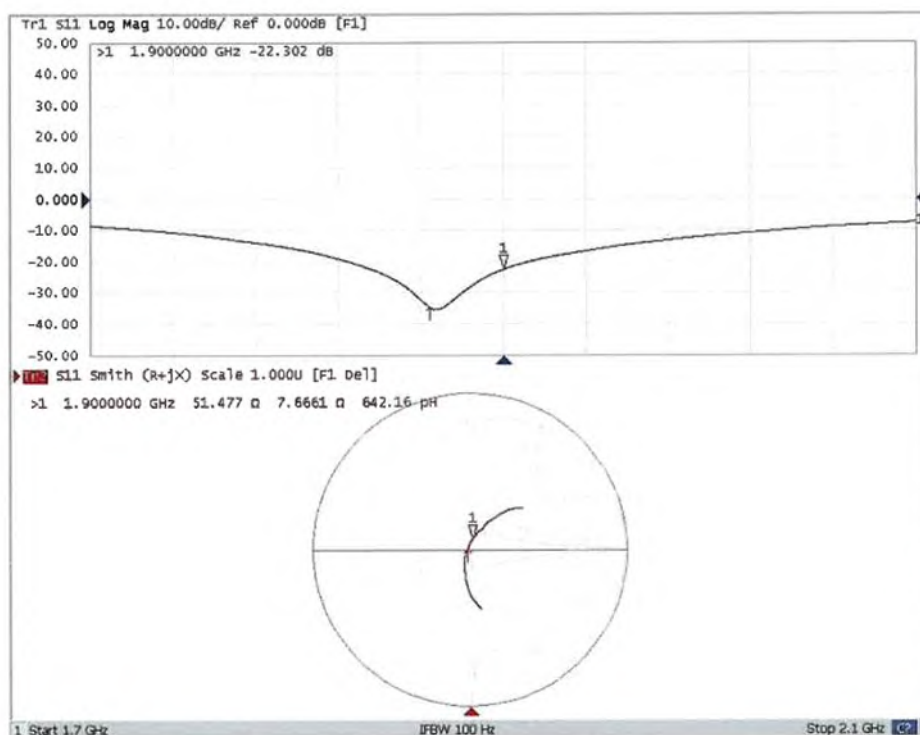 Tr1 S11 Log Mag 10.00dB/ Ref 0.000dB [F1]
50.00
>1 1.9000000 GHz -22.302 dB
40.00
30.00
20.00
10.00
0.000
-10.00
1
-20.00
-30.00
-40.00
-50.00
S11 Smith (R+jX) Scale 1.000U [F1 Del]
>1 1.9000000 GHz 51.477 Ω 7.6661 Ω 642.16 pH
1
1 Start 1.7 GHz IFBW 100 Hz Stop 2.1 GHz